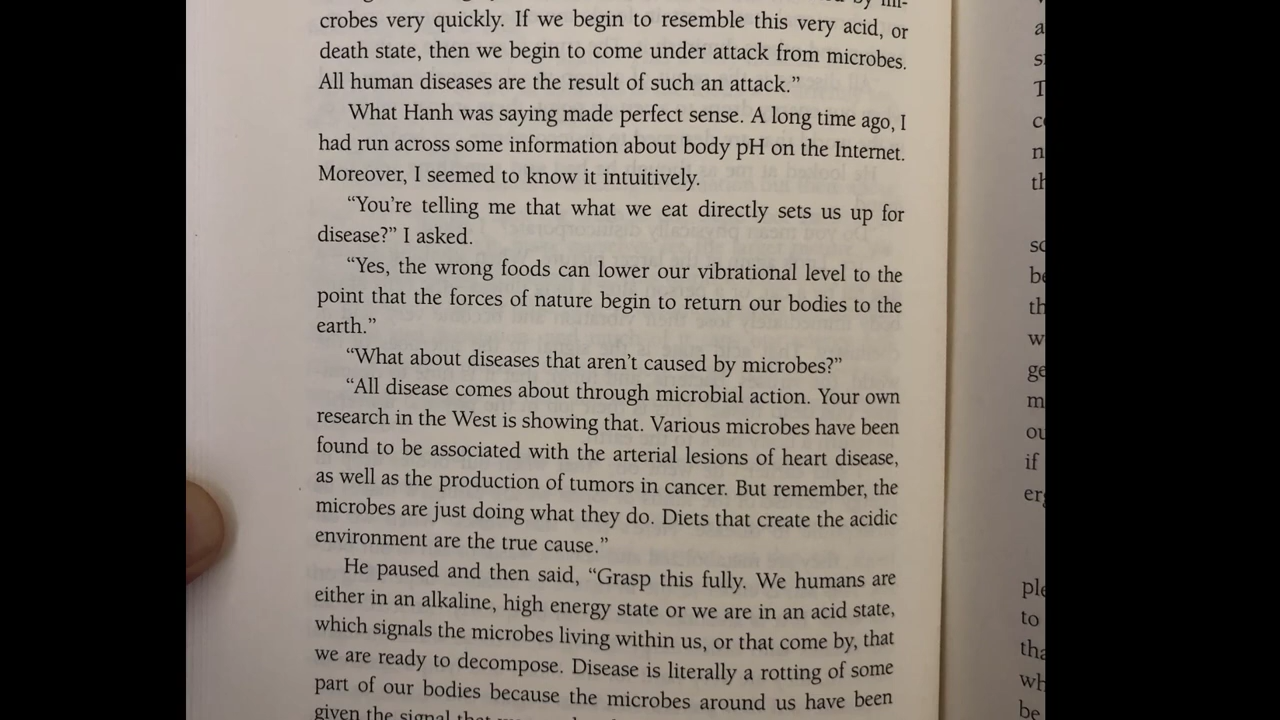 crobes very quickly. If we begin to resemble this very acid, or
death state, then we begin to come under attack from microbes.
All human diseases are the result of such an attack.”
What Hanh was saying made perfect sense. A long time ago, I
had run across some information about body pH on the Internet.
Moreover, I seemed to know it intuitively.
“You’re telling me that what we eat directly sets us up for
disease?” I asked.
“Yes, the wrong foods can lower our vibrational level to the
point that the forces of nature begin to return our bodies to the
earth.”
“What about diseases that aren’t caused by microbes?”
“All disease comes about through microbial action. Your own
research in the West is showing that. Various microbes have been
found to be associated with the arterial lesions of heart disease,
as well as the production of tumors in cancer. But remember, the
microbes are just doing what they do. Diets that create the acidic
environment are the true cause.”
He paused and then said, “Grasp this fully. We humans are
either in an alkaline, high energy state or we are in an acid state,
which signals the microbes living within us, or that come by, that
we are ready to decompose. Disease is literally a rotting of some
part of our bodies because the microbes around us have been
given the signal that